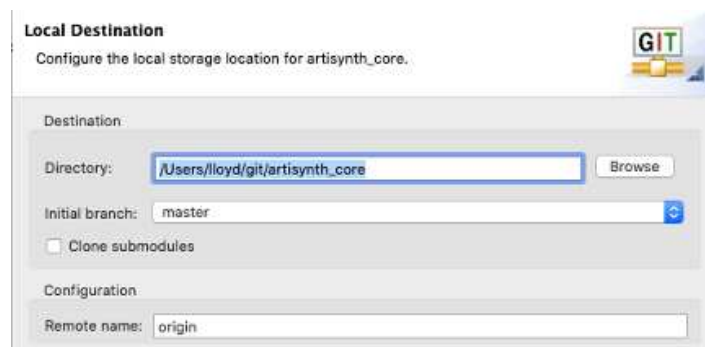 Local Destination
Configure the local storage location for artisynth_core.
GIT
Destination
Directory: /Users/lloyd/git/artisynth_core Browse
Initial branch: master
Clone submodules
Configuration
Remote name: origin